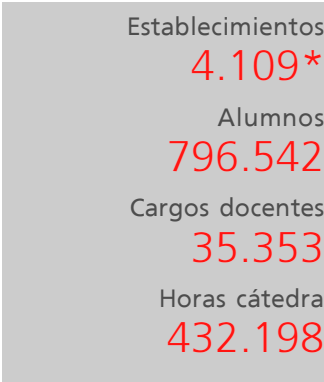 Establecimientos
4.109*
Alumnos
796.542
Cargos docentes
35.353
Horas cátedra
432.198